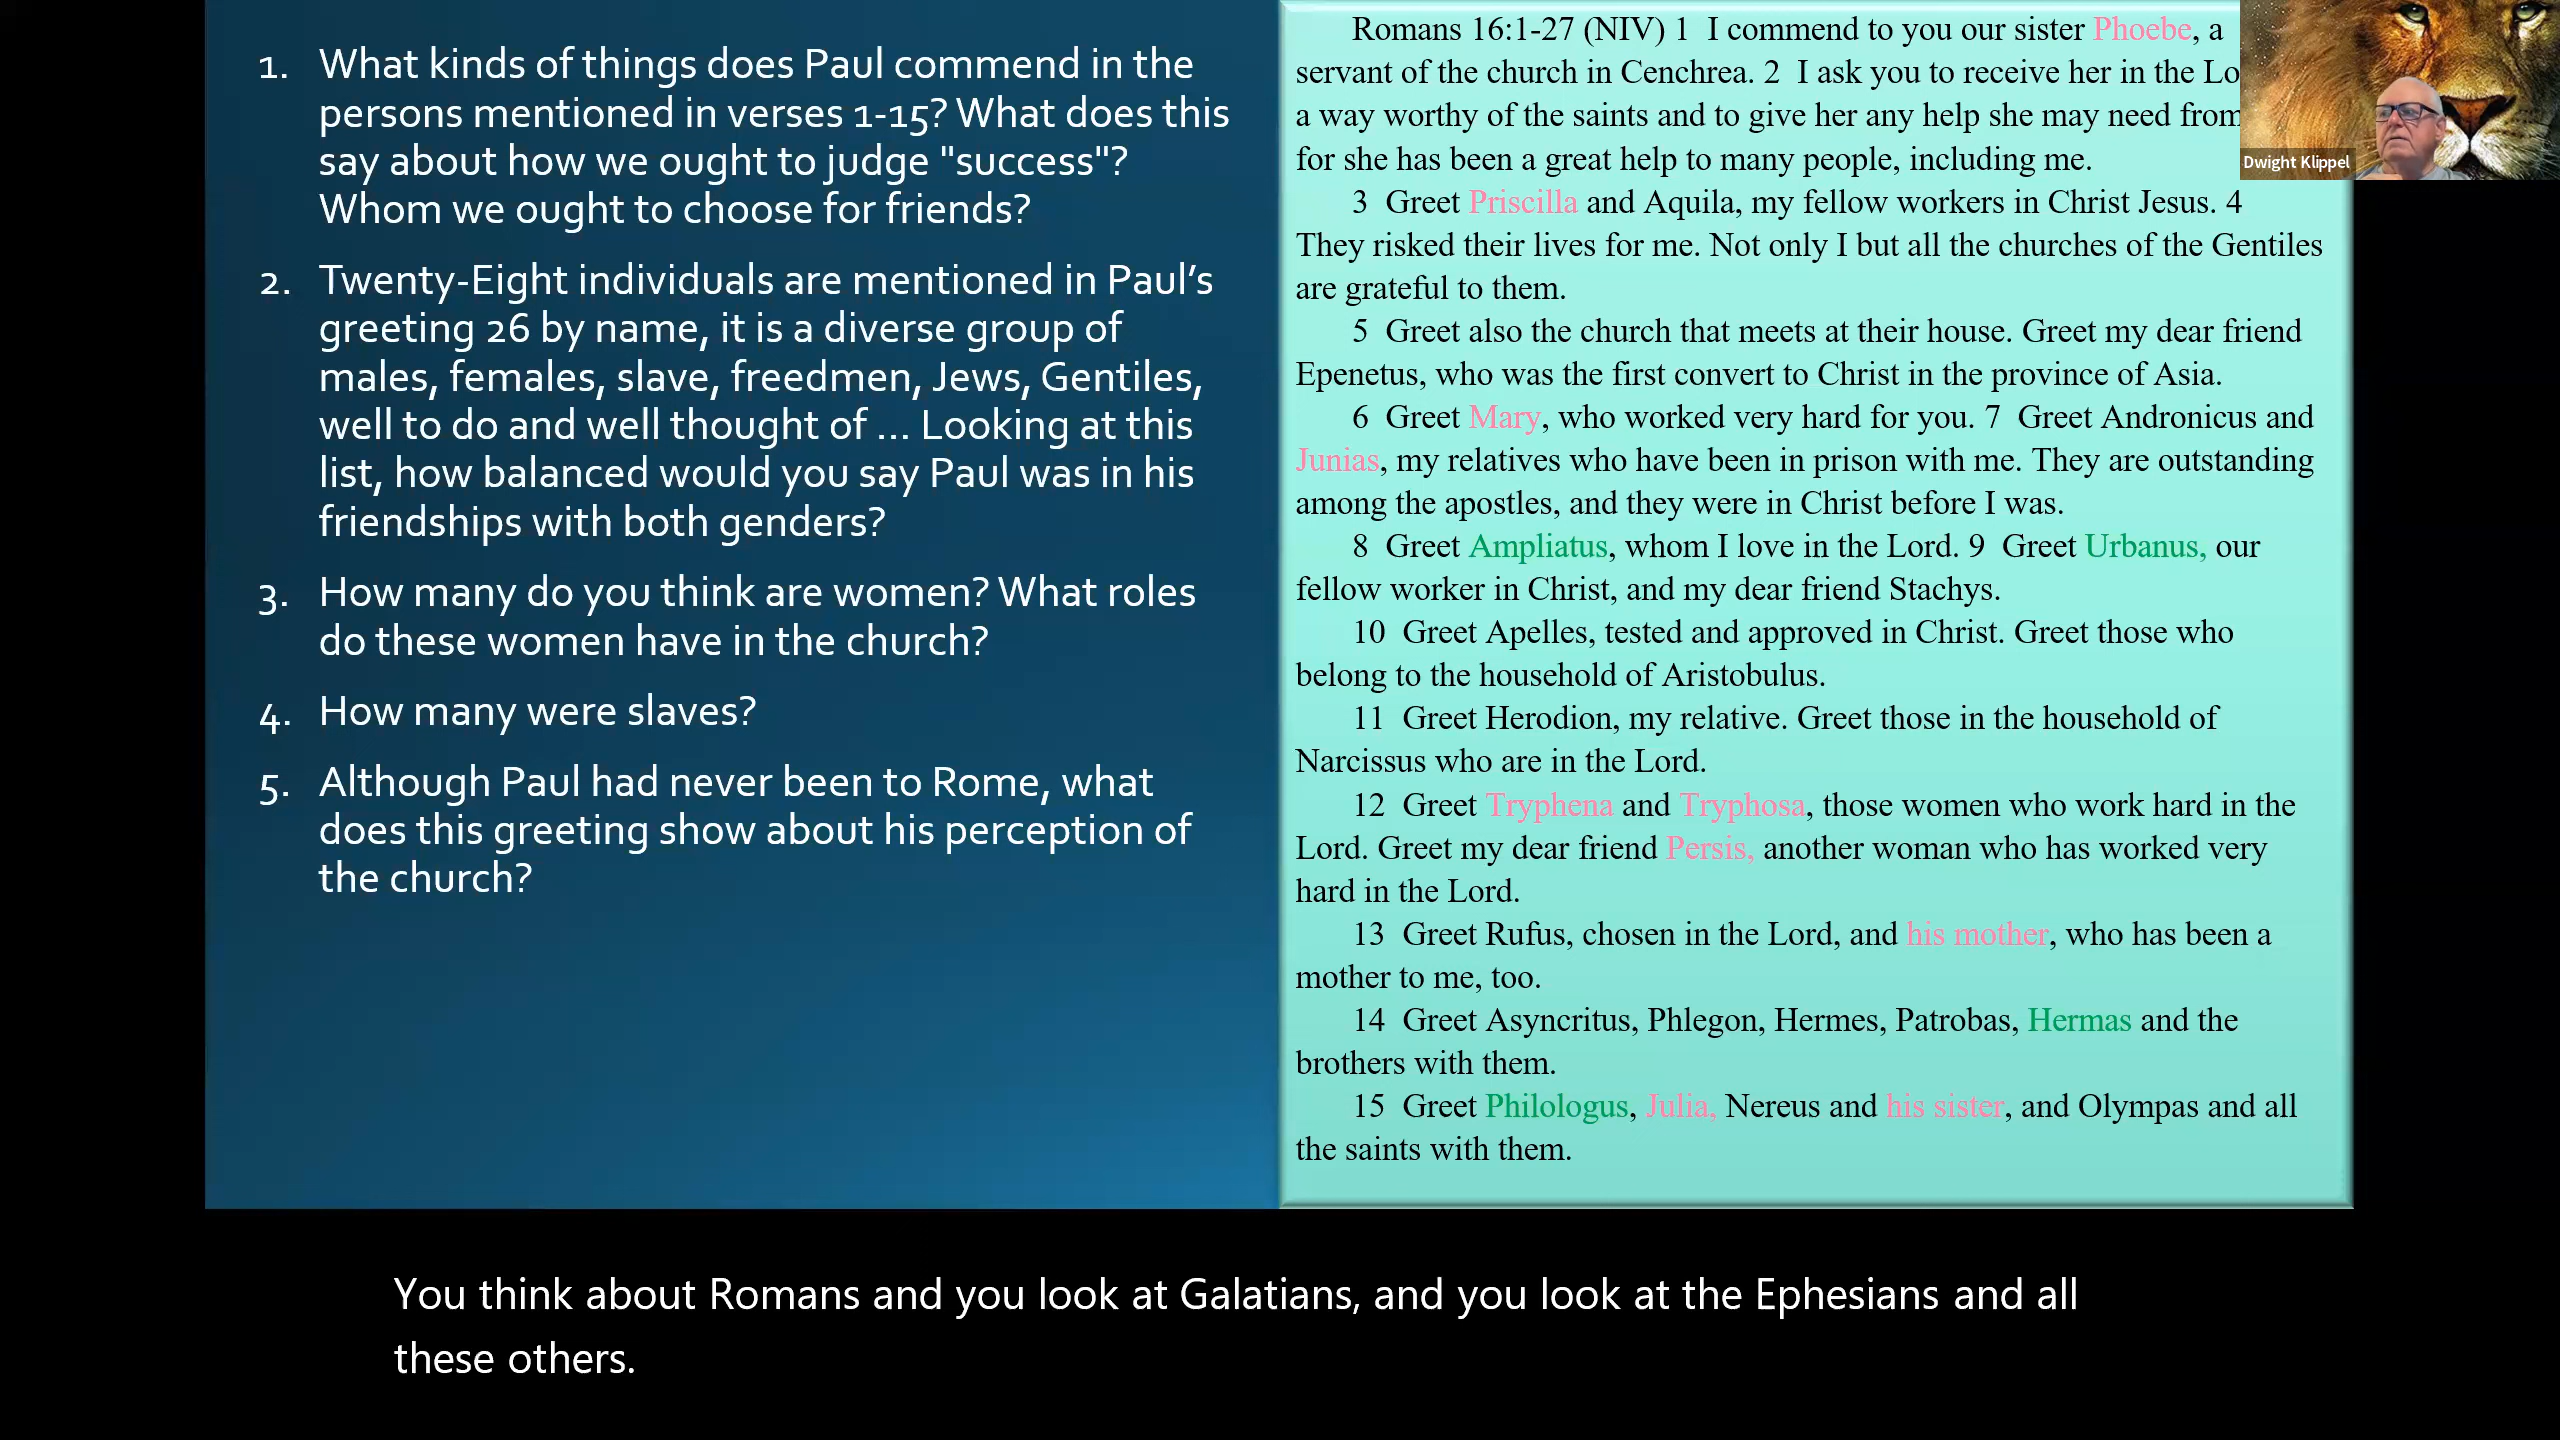 1. What kinds of things does Paul commend in the
persons mentioned in verses 1-15? What does this
say about how we ought to judge "success"?
Whom we ought to choose for friends?
2. Twenty-Eight individuals are mentioned in Paul’s
greeting 26 by name, it is a diverse group of
males, females, slave, freedmen, Jews, Gentiles,
well to do and well thought of ... Looking at this
list, how balanced would you say Paul was in his
friendships with both genders?
3. How many do you think are women? What roles
do these women have in the church?
4. How many were slaves?
5. Although Paul had never been to Rome, what
does this greeting show about his perception of
the church?
Romans 16:1-27 (NIV) 1 I commend to you our sister Phoebe, a
servant of the church in Cenchrea. 2 I ask you to receive her in the Lo
a way worthy of the saints and to give her any help she may need from
for she has been a great help to many people, including me.
3 Greet Priscilla and Aquila, my fellow workers in Christ Jesus. 4
They risked their lives for me. Not only I but all the churches of the Gentiles
are grateful to them.
5 Greet also the church that meets at their house. Greet my dear friend
Epenetus, who was the first convert to Christ in the province of Asia.
6 Greet Mary, who worked very hard for you. 7 Greet Andronicus and
Junias, my relatives who have been in prison with me. They are outstanding
among the apostles, and they were in Christ before I was.
8 Greet Ampliatus, whom I love in the Lord. 9 Greet Urbanus, our
fellow worker in Christ, and my dear friend Stachys.
10 Greet Apelles, tested and approved in Christ. Greet those who
belong to the household of Aristobulus.
11 Greet Herodion, my relative. Greet those in the household of
Narcissus who are in the Lord.
12 Greet Tryphena and Tryphosa, those women who work hard in the
Lord. Greet my dear friend Persis, another woman who has worked very
hard in the Lord.
13 Greet Rufus, chosen in the Lord, and his mother, who has been a
mother to me, too.
14 Greet Asyncritus, Phlegon, Hermes, Patrobas, Hermas and the
brothers with them.
15 Greet Philologus, Julia, Nereus and his sister, and Olympas and all
the saints with them.
Dwight Klippel
You think about Romans and you look at Galatians, and you look at the Ephesians and all
these others.